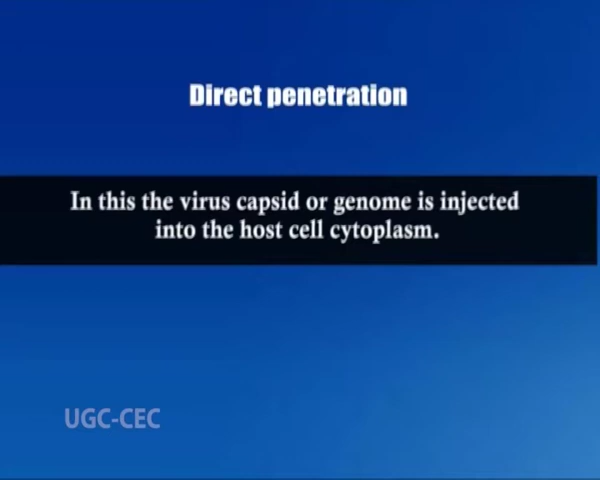 Direct penetration
In this the virus capsid or genome is injected
into the host cell cytoplasm.
UGC-CEC